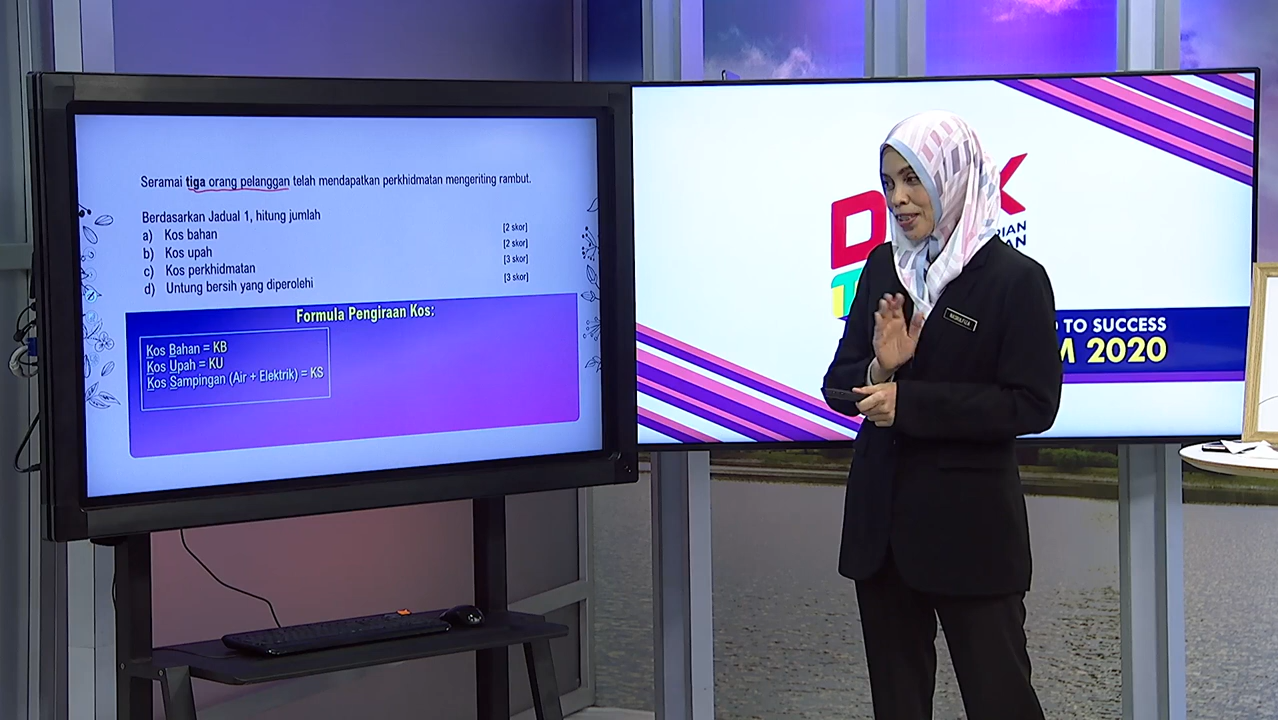 Seramai tiga orang pelanggan telah mendapatkan perkhidmatan mengeriting rambut.
Berdasarkan Jadual 1, hitung jumlah
a) Kos bahan [2 skor]
b) Kos upah [2 skor]
c) Kos perkhidmatan [3 skor]
d) Untung bersih yang diperolehi [3 skor]
Formula Pengiraan Kos:
Kos Bahan = KB
Kos Upah = KU
Kos Sampingan (Air + Elektrik) = KS
D K
RIAN
AN
TO SUCCESS
M 2020